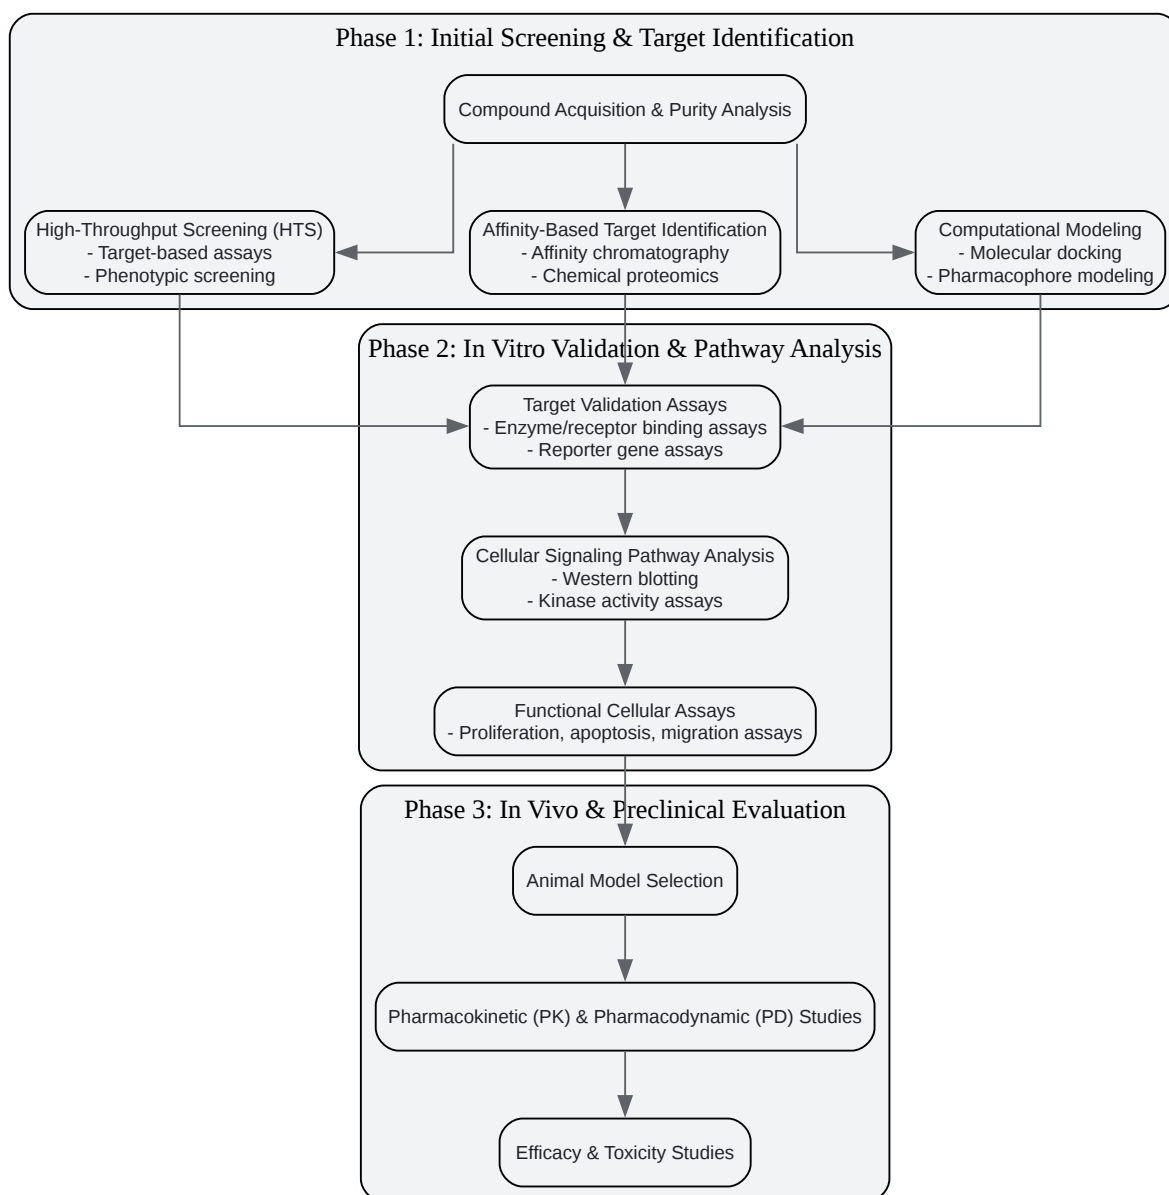 Phase 1: Initial Screening & Target Identification
Compound Acquisition & Purity Analysis
High-Throughput Screening (HTS)
- Target-based assays
- Phenotypic screening
Affinity-Based Target Identification
- Affinity chromatography
- Chemical proteomics
Computational Modeling
- Molecular docking
- Pharmacophore modeling
Phase 2: In Vitro Validation & Pathway Analysis
Target Validation Assays
- Enzyme/receptor binding assays
- Reporter gene assays
Cellular Signaling Pathway Analysis
- Western blotting
- Kinase activity assays
Functional Cellular Assays
- Proliferation, apoptosis, migration assays
Phase 3: In Vivo & Preclinical Evaluation
Animal Model Selection
Pharmacokinetic (PK) & Pharmacodynamic (PD) Studies
Efficacy & Toxicity Studies